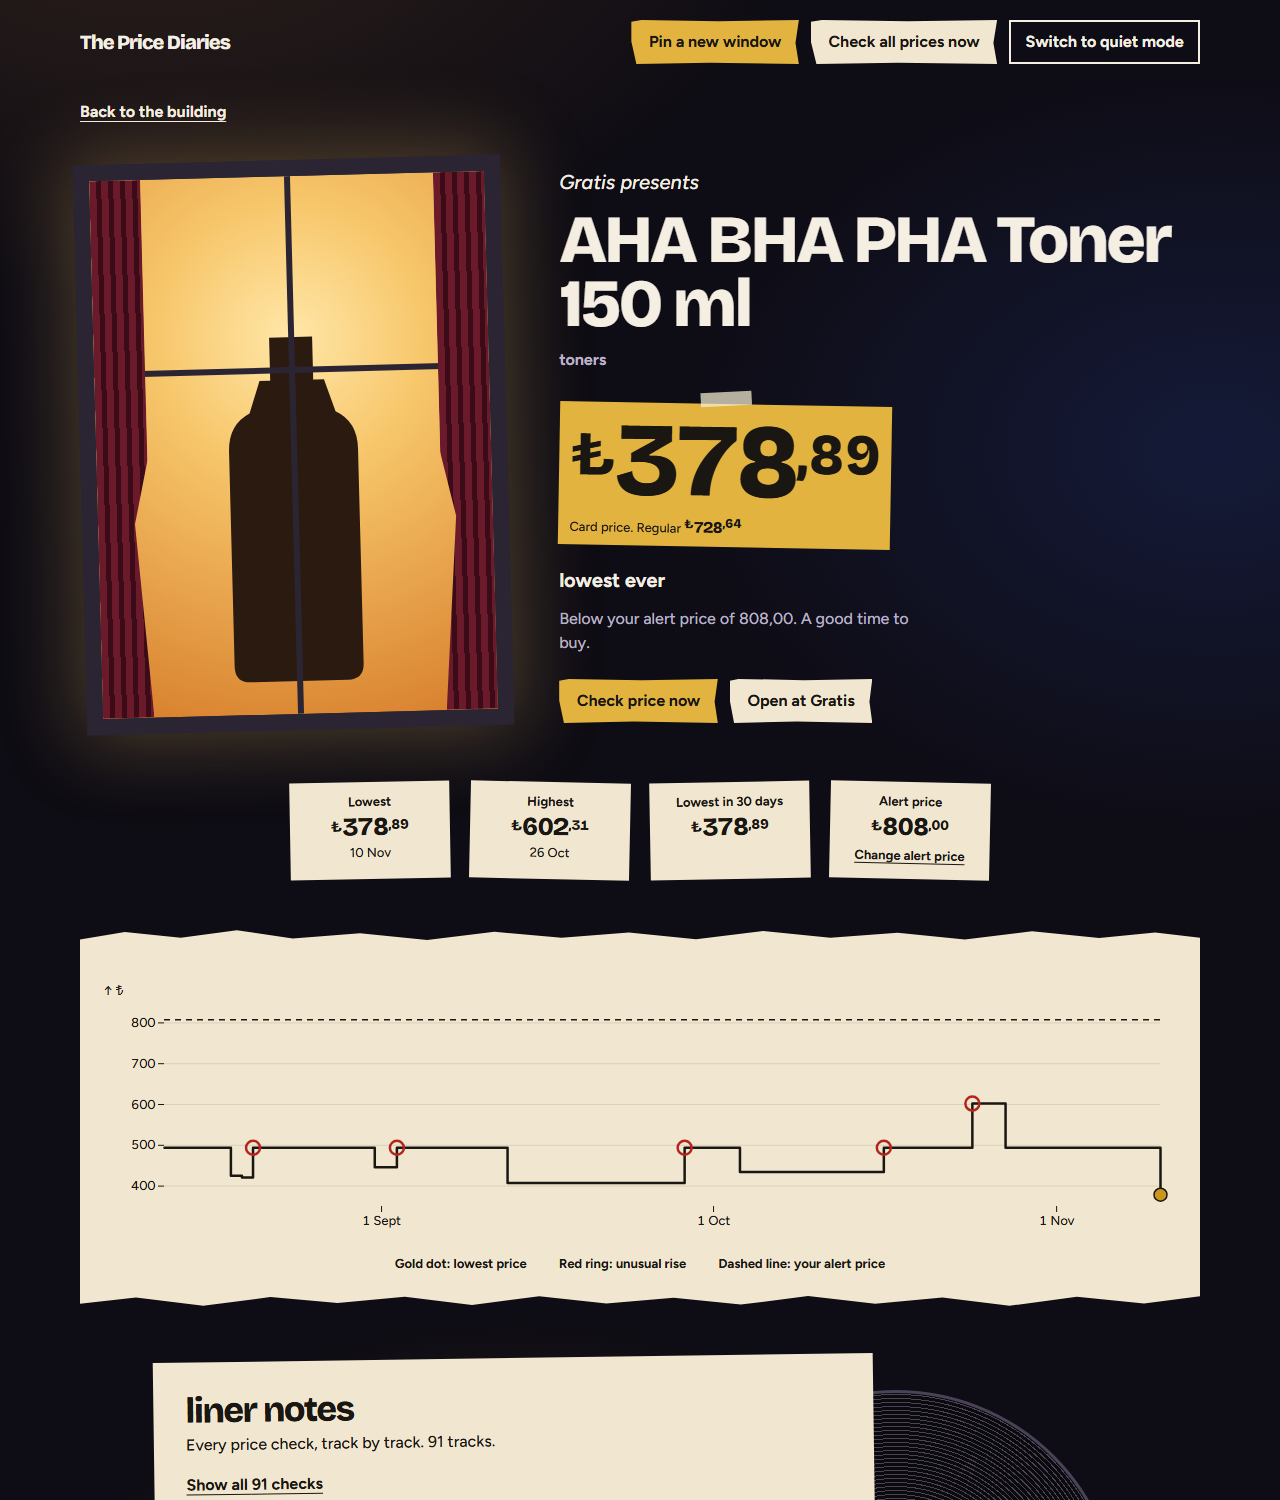 The Price Diaries
Pin a new window
Check all prices now
Switch to quiet mode
Back to the building
Gratis presents
AHA BHA PHA Toner
150 ml
toners
₺378,89
Card price. Regular ₺728,64
lowest ever
Below your alert price of 808,00. A good time to
buy.
Check price now
Open at Gratis
Lowest
₺378,89
10 Nov
Highest
₺602,31
26 Oct
Lowest in 30 days
₺378,89
Alert price
₺808,00
Change alert price
↑ ₺
800
700
600
500
400
1 Sept
1 Oct
1 Nov
Gold dot: lowest price
Red ring: unusual rise
Dashed line: your alert price
liner notes
Every price check, track by track. 91 tracks.
Show all 91 checks